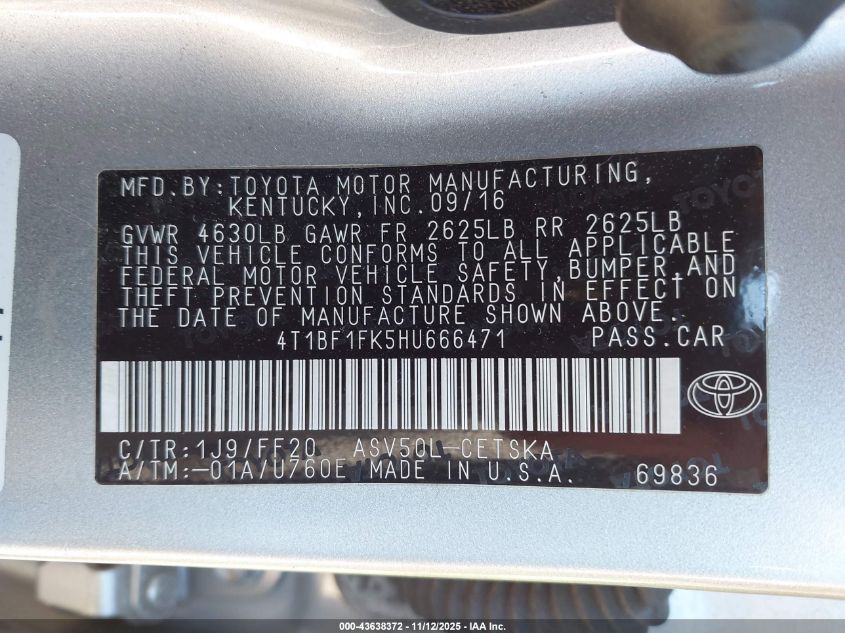 MFD.BY:TOYOTA MOTOR MANUFACTURING,
KENTUCKY,INC.09/16
GVWR 4630LB GAWR FR 2625LB RR 2625LB
THIS VEHICLE CONFORMS TO ALL APPLICABLE
FEDERAL MOTOR VEHICLE SAFETY,BUMPER,AND
THEFT PREVENTION STANDARDS IN EFFECT ON
THE DATE OF MANUFACTURE SHOWN ABOVE.
4T1BF1FK5HU666471 PASS.CAR
C/TR:1J9/FF20 ASV50L-CETSKA
A/TM:-01A/U760E MADE IN U.S.A. 69836
000-43638372 - 11/12/2025 - IAA Inc.